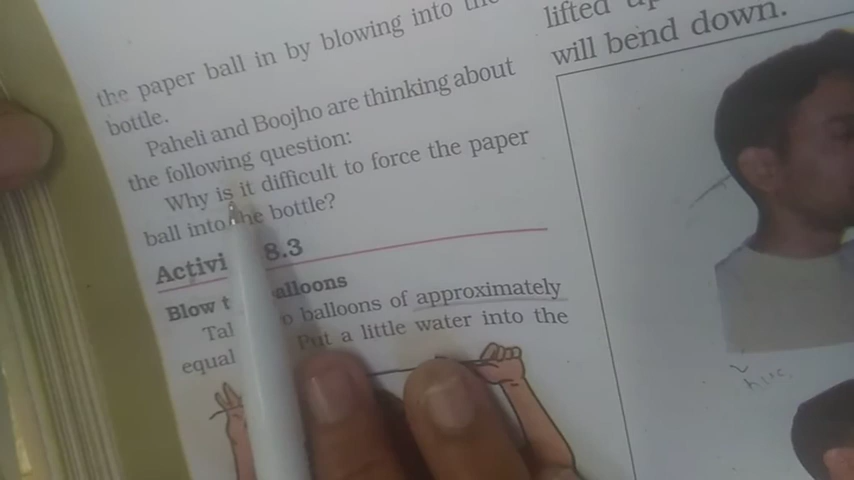 the paper ball in by blowing into the
bottle.
Paheli and Boojho are thinking about
the following question:
Why is it difficult to force the paper
ball into the bottle?
Activi 8.3
Blow t alloons
balloons of approximately
equal Put a little water into the
lifted up
will bend down.